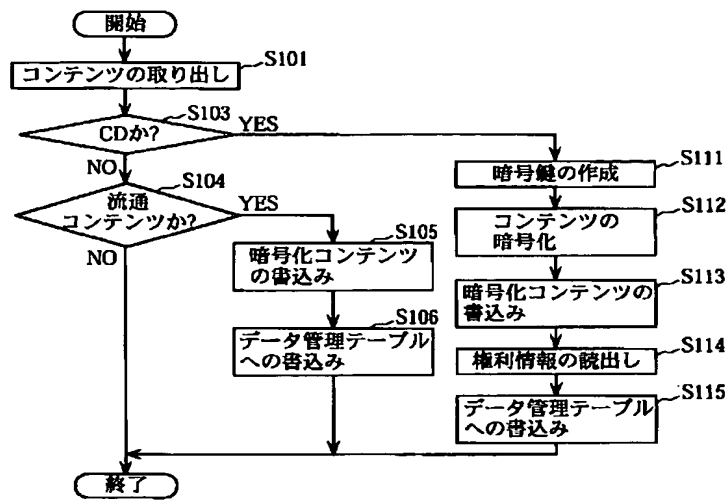 開始
コンテンツの取り出し
S101
CDか?
S103
YES
NO
流通
コンテンツか?
S104
YES
NO
暗号化コンテンツ
の書込み
S105
データ管理テーブル
への書込み
S106
暗号鍵の作成
S111
コンテンツの
暗号化
S112
暗号化コンテンツの
書込み
S113
権利情報の読出し
S114
データ管理テーブル
への書込み
S115
終了